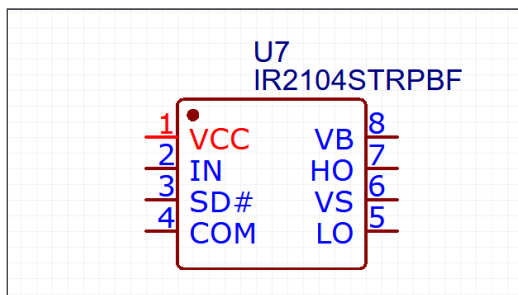 U7
IR2104STRPBF
1 VCC VB 8
2 IN HO 7
3 SD# VS 6
4 COM LO 5